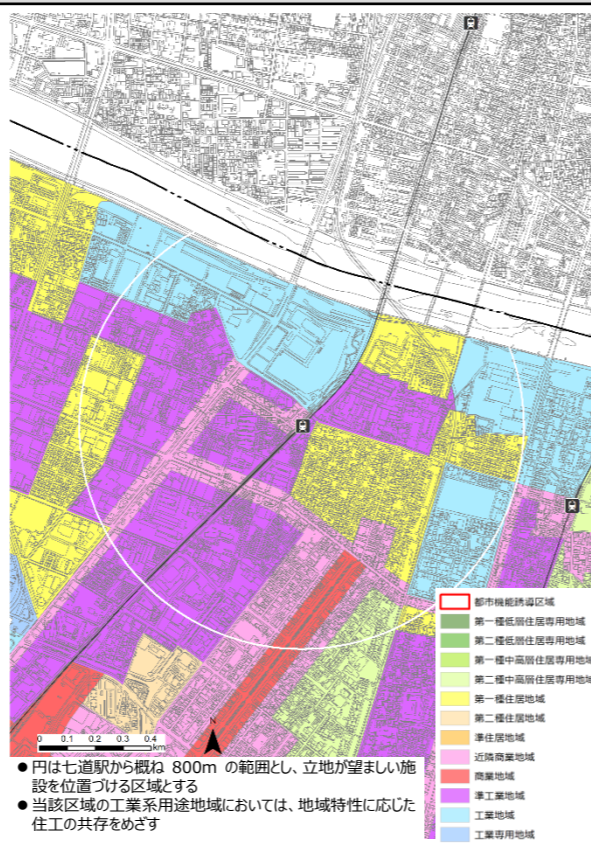 都市機能誘導区域
第一種低層住居専用地域
第二種低層住居専用地域
第一種中高層住居専用地域
第二種中高層住居専用地域
第一種住居地域
第二種住居地域
準住居地域
近隣商業地域
商業地域
準工業地域
工業地域
工業専用地域
0 0.1 0.2 0.3 0.4
km
N
● 円は七道駅から概ね 800m の範囲とし、立地が望ましい施
設を位置づける区域とする
● 当該区域の工業系用途地域においては、地域特性に応じた
住工の共存をめざす